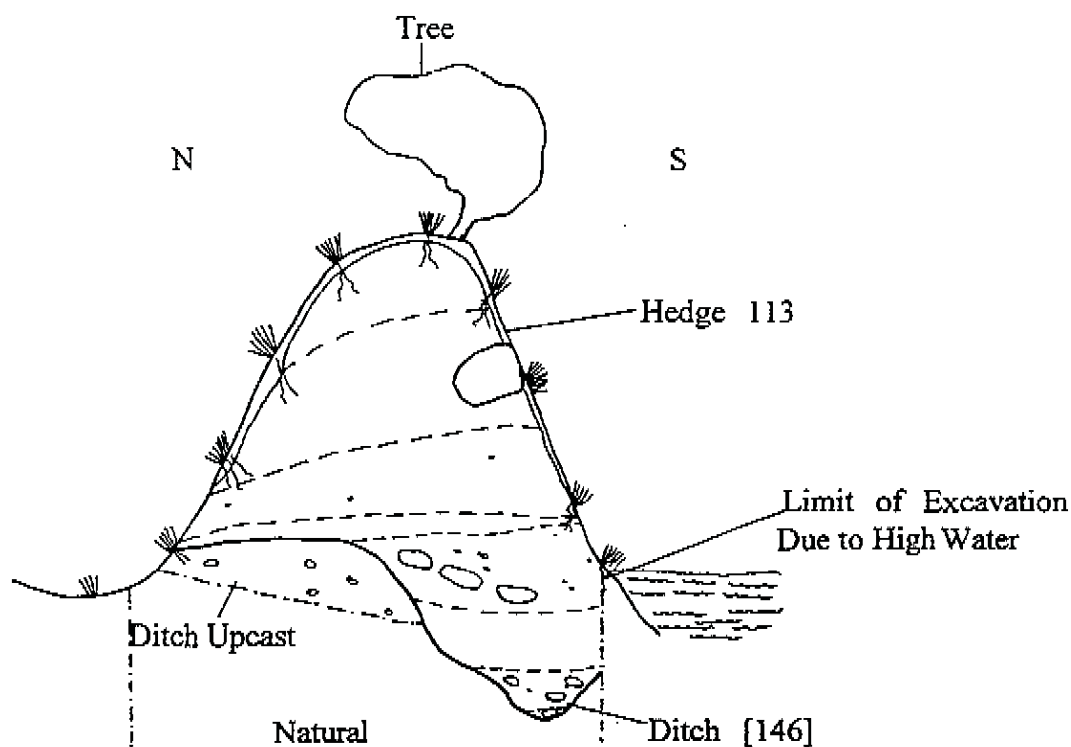 Tree
N
S
Hedge 113
Limit of Excavation
Due to High Water
Ditch Upcast
Natural
Ditch [146]